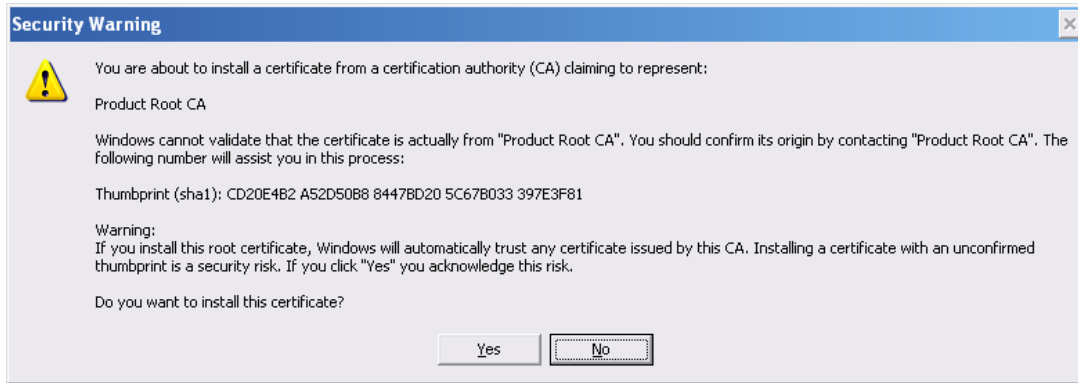 Security Warning
You are about to install a certificate from a certification authority (CA) claiming to represent:
Product Root CA
Windows cannot validate that the certificate is actually from "Product Root CA". You should confirm its origin by contacting "Product Root CA". The
following number will assist you in this process:
Thumbprint (sha1): CD20E4B2 A52D50B8 8447BD20 5C67B033 397E3F81
Warning:
If you install this root certificate, Windows will automatically trust any certificate issued by this CA. Installing a certificate with an unconfirmed
thumbprint is a security risk. If you click "Yes" you acknowledge this risk.
Do you want to install this certificate?
Yes No